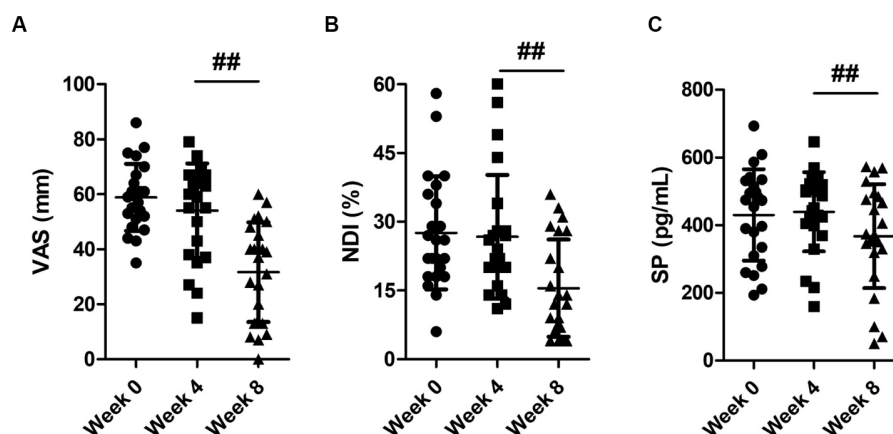 A
VAS (mm)
100
80
60
40
20
0
##
Week 0
Week 4
Week 8
B
NDI (%)
60
45
30
15
0
##
Week 0
Week 4
Week 8
C
SP (pg/mL)
800
600
400
200
0
##
Week 0
Week 4
Week 8